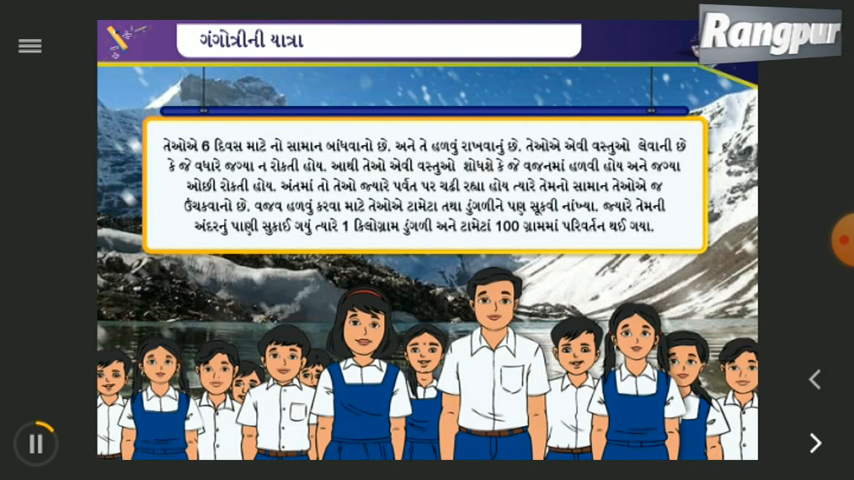 ગંગોત્રીની યાત્રા
Rangpur
તેઓએ 6 દિવસ માટે નો સામાન બાંધવાનો છે. અને તે હળવું રાખવાનું છે. તેઓએ એવી વસ્તુઓ લેવાની છે
કે જે વધારે જગ્યા ન રોકતી હોય. આથી તેઓ એવી વસ્તુઓ શોધશે કે જે વજનમાં હળવી હોય અને જગ્યા
ઓછી રોકતી હોય. અંતમાં તો તેઓ જ્યારે પર્વત પર ચઢી રહ્યા હોય ત્યારે તેમનો સામાન તેઓએ જ
ઉંચકવાનો છે. વજવ હળવું કરવા માટે તેઓએ ટામેટા તથા ડુંગળીને પણ સૂકવી નાંખ્યા. જ્યારે તેમની
અંદરનું પાણી સુકાઈ ગયું ત્યારે 1 કિલોગ્રામ ડુંગળી અને ટામેટાં 100 ગ્રામમાં પરિવર્તન થઈ ગયા.